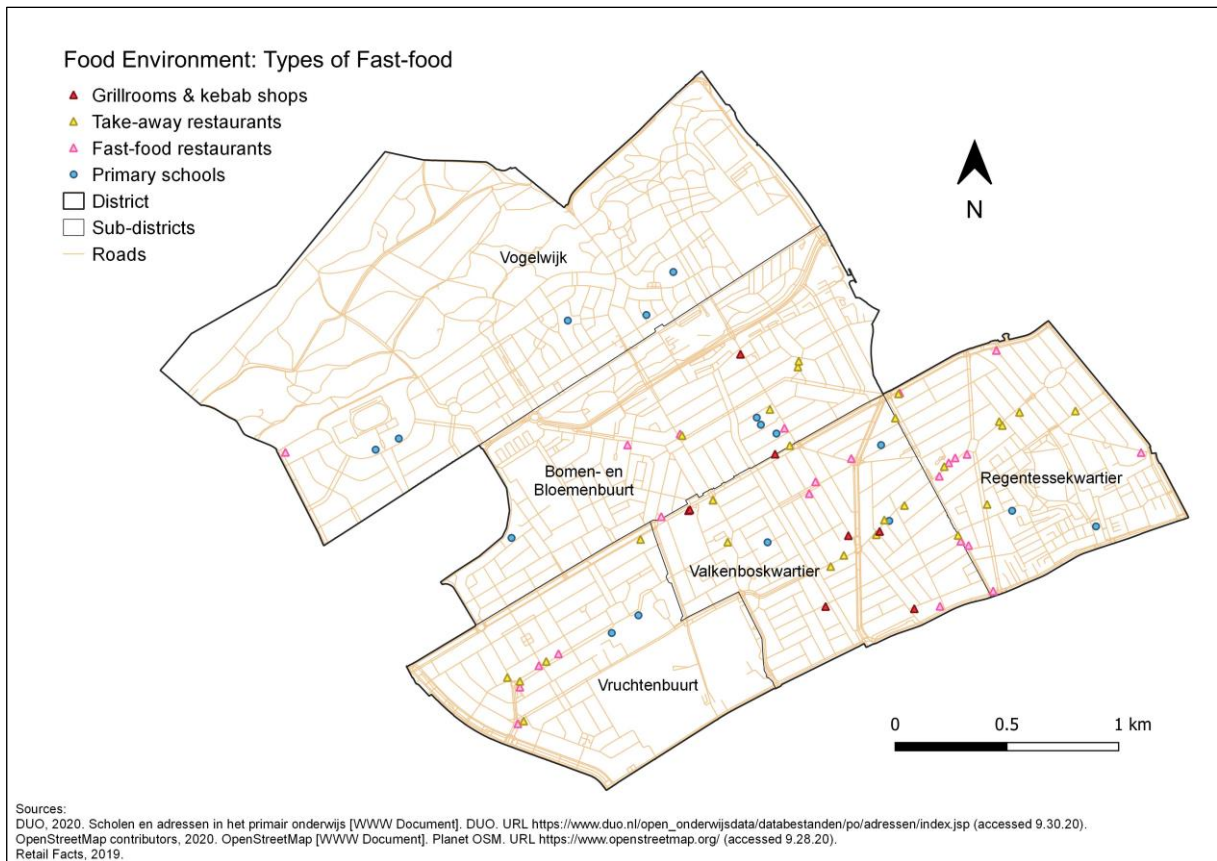 Food Environment: Types of Fast-food
Grillrooms & kebab shops
Take-away restaurants
Fast-food restaurants
Primary schools
District
Sub-districts
Roads
N
Vogelwijk
Bomen- en
Bloemenbuurt
Regentessekwartier
Valkenboskwartier
Vruchtenbuurt
0 0.5 1 km
Sources:
DUO, 2020. Scholen en adressen in het primair onderwijs [WWW Document]. DUO. URL https://www.duo.nl/open_onderwijsdata/databestanden/po/adressen/index.jsp (accessed 9.30.20).
OpenStreetMap contributors, 2020. OpenStreetMap [WWW Document]. Planet OSM. URL https://www.openstreetmap.org/ (accessed 9.28.20).
Retail Facts, 2019.